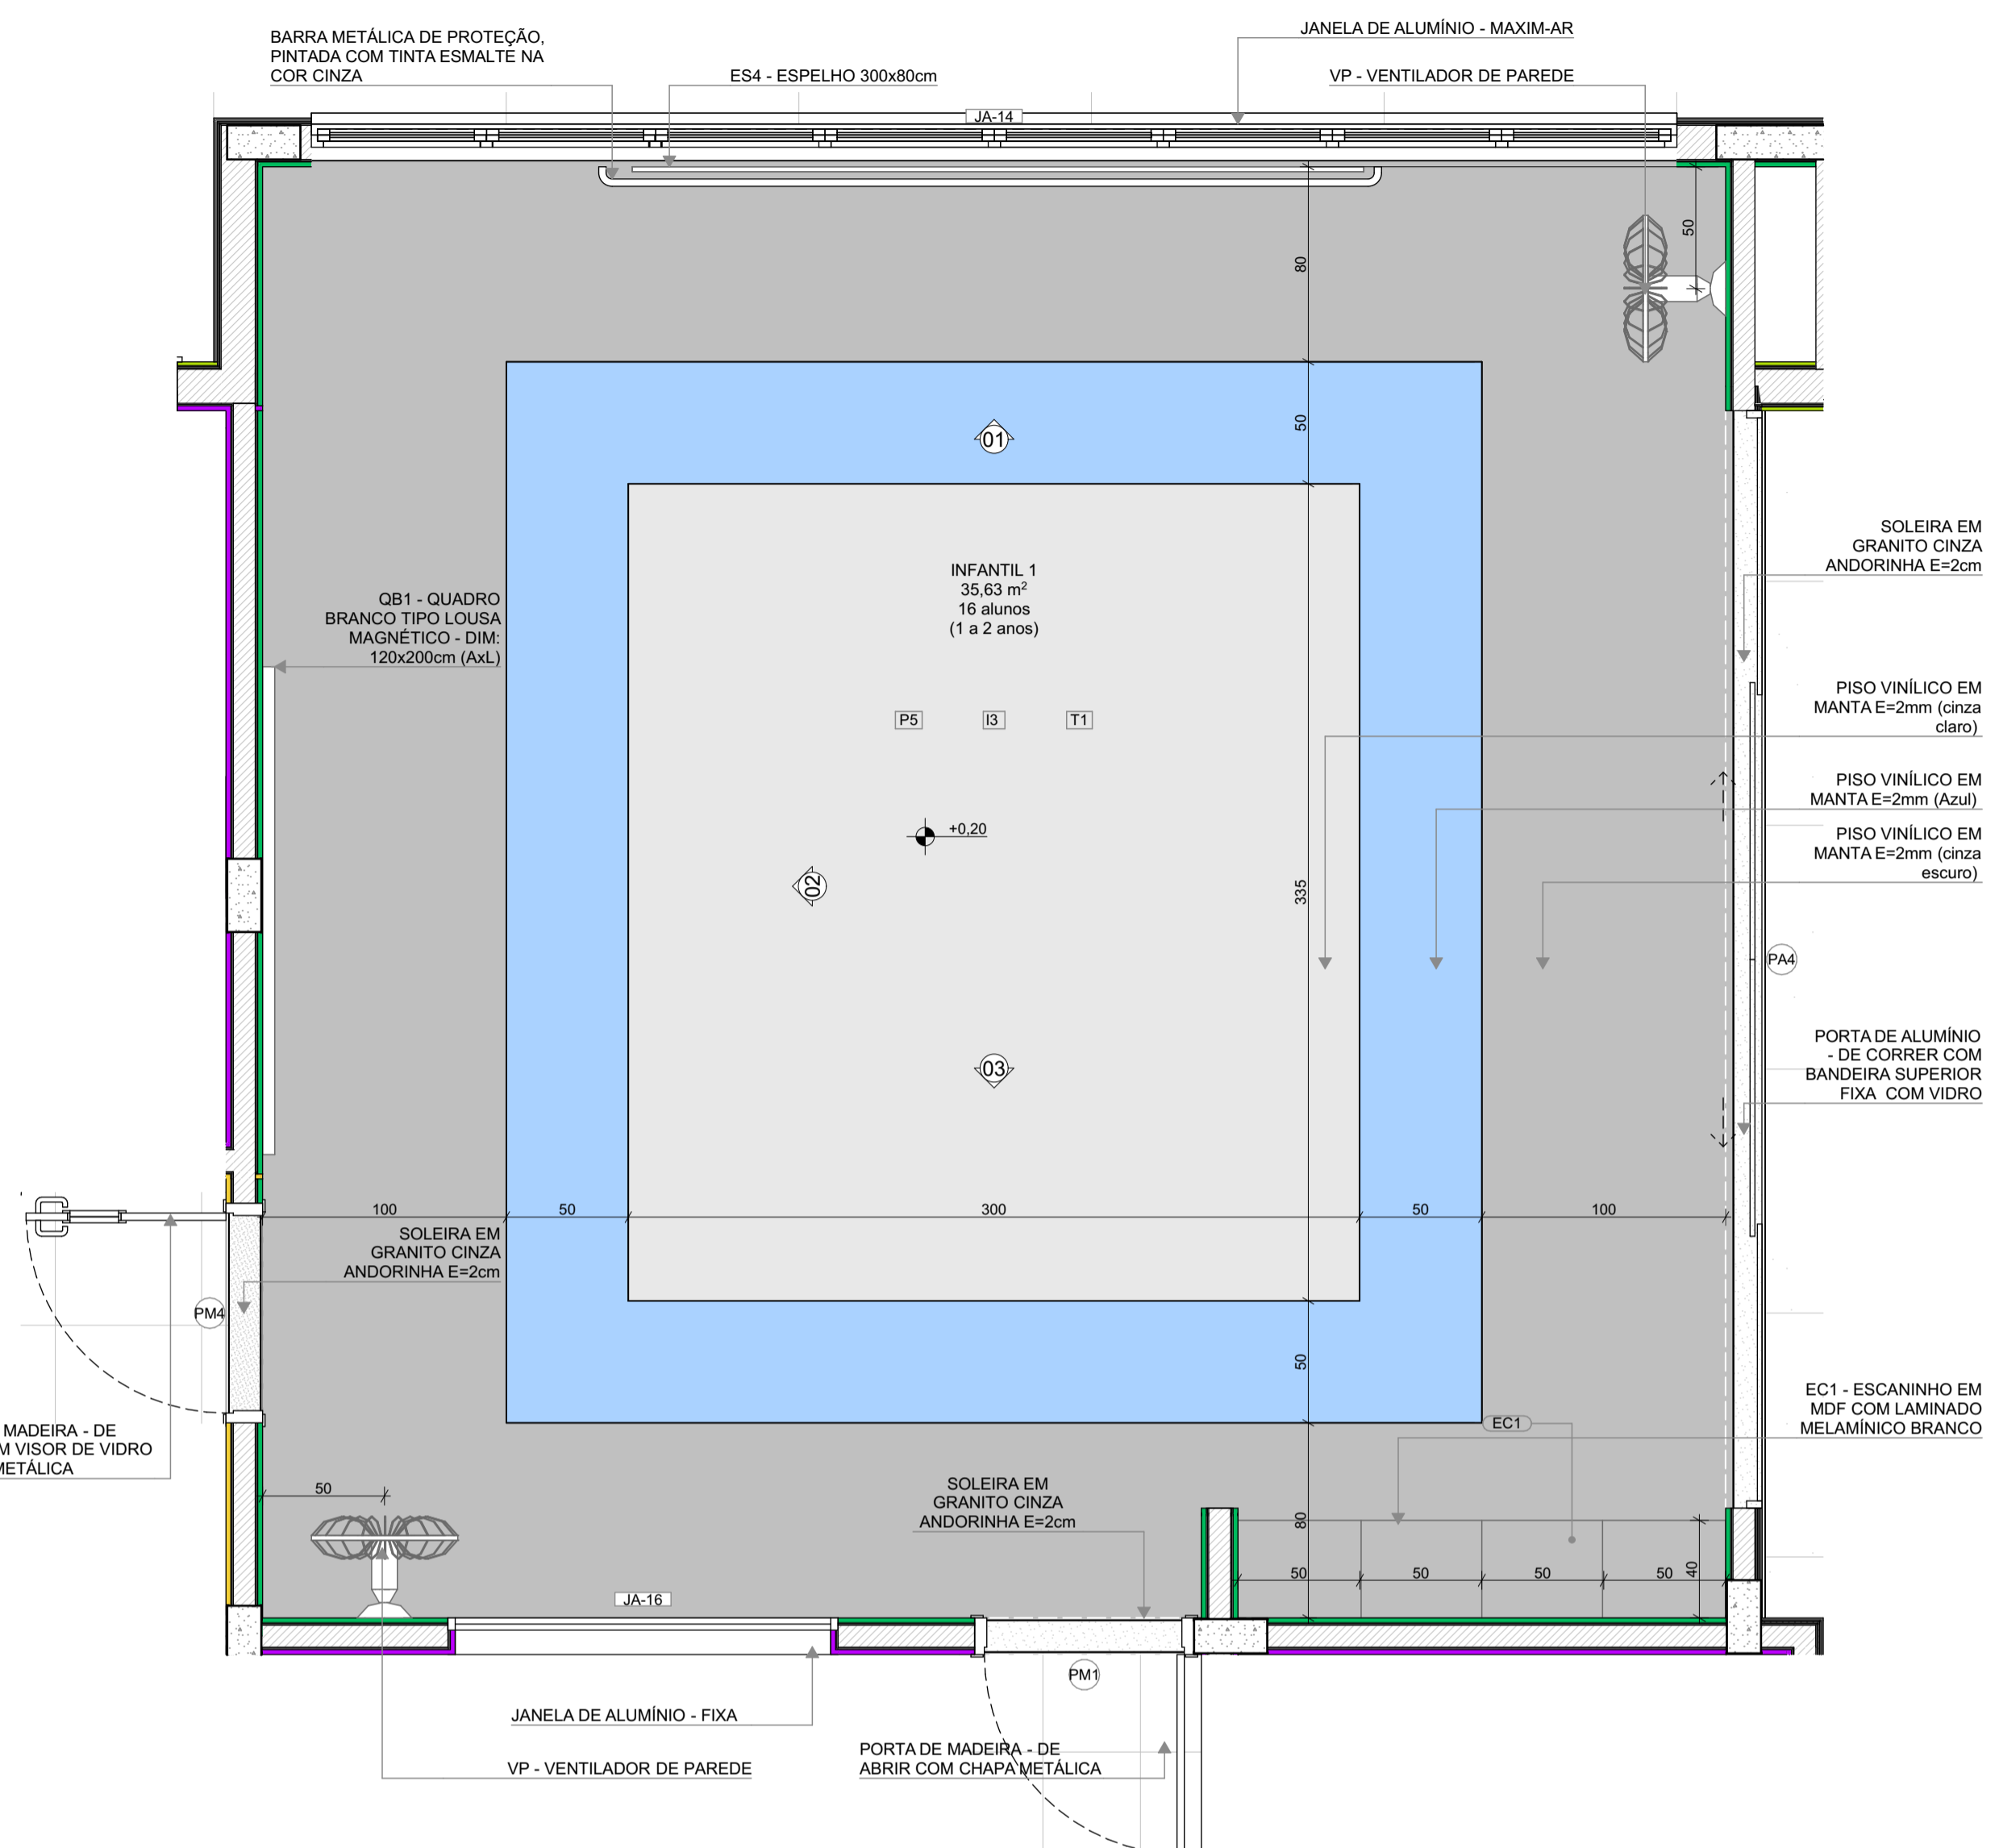 BARRA METÁLICA DE PROTEÇÃO,
PINTADA COM TINTA ESMALTE NA
COR CINZA
ES4 - ESPELHO 300x80cm
JANELA DE ALUMÍNIO - MAXIM-AR
VP - VENTILADOR DE PAREDE
JA-14
50
80
50
01
INFANTIL 1
35,63 m²
16 alunos
(1 a 2 anos)
QB1 - QUADRO
BRANCO TIPO LOUSA
MAGNÉTICO - DIM:
120x200cm (AxL)
SOLEIRA EM
GRANITO CINZA
ANDORINHA E=2cm
P5 I3 T1
PISO VINÍLICO EM
MANTA E=2mm (cinza
claro)
PISO VINÍLICO EM
MANTA E=2mm (Azul)
PISO VINÍLICO EM
MANTA E=2mm (cinza
escuro)
+0,20
02
335
PA4
03
PORTA DE ALUMÍNIO
- DE CORRER COM
BANDEIRA SUPERIOR
FIXA COM VIDRO
100 50 300 50 100
SOLEIRA EM
GRANITO CINZA
ANDORINHA E=2cm
PM4
50
EC1 - ESCANINHO EM
MDF COM LAMINADO
MELAMÍNICO BRANCO
EC1
MADEIRA - DE
M VISOR DE VIDRO
METÁLICA
50
SOLEIRA EM
GRANITO CINZA
ANDORINHA E=2cm
80
50 50 50 50
40
JA-16
PM1
JANELA DE ALUMÍNIO - FIXA
VP - VENTILADOR DE PAREDE
PORTA DE MADEIRA - DE
ABRIR COM CHAPA METÁLICA